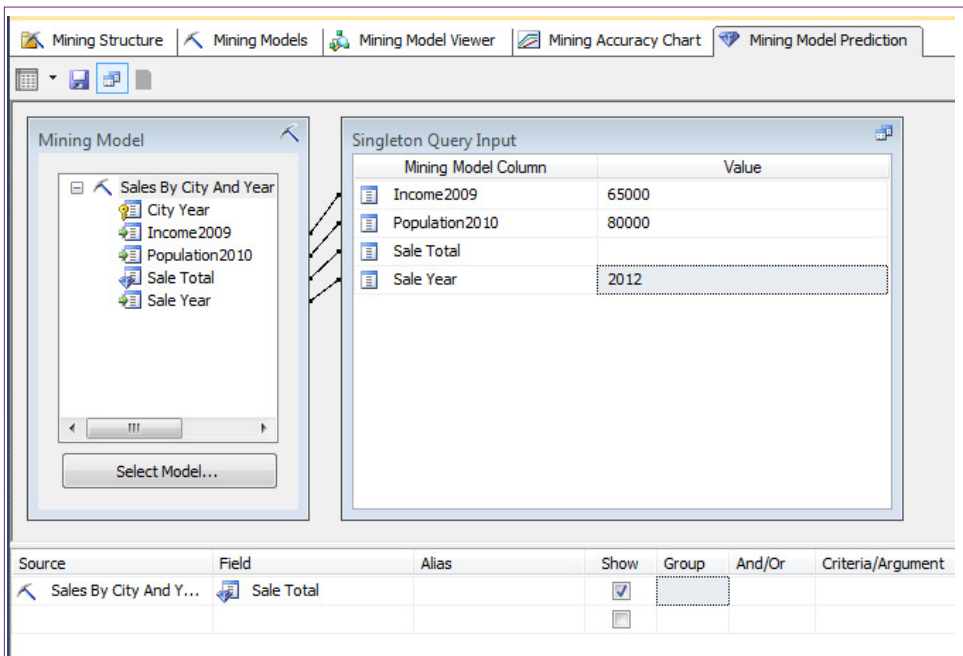 Mining Structure Mining Models Mining Model Viewer Mining Accuracy Chart Mining Model Prediction
Mining Model
Sales By City And Year
City Year
Income2009
Population2010
Sale Total
Sale Year
Select Model...
Singleton Query Input
Mining Model Column Value
Income2009 65000
Population2010 80000
Sale Total
Sale Year 2012
Source Field Alias Show Group And/Or Criteria/Argument
Sales By City And Y... Sale Total